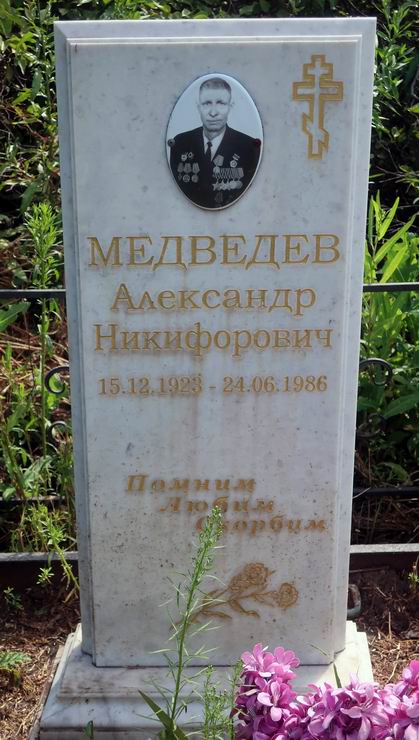 МЕДВЕДЕВ
Александр
Никифорович
15.12.1923 - 24.06.1986
Помним
Любим
Скорбим